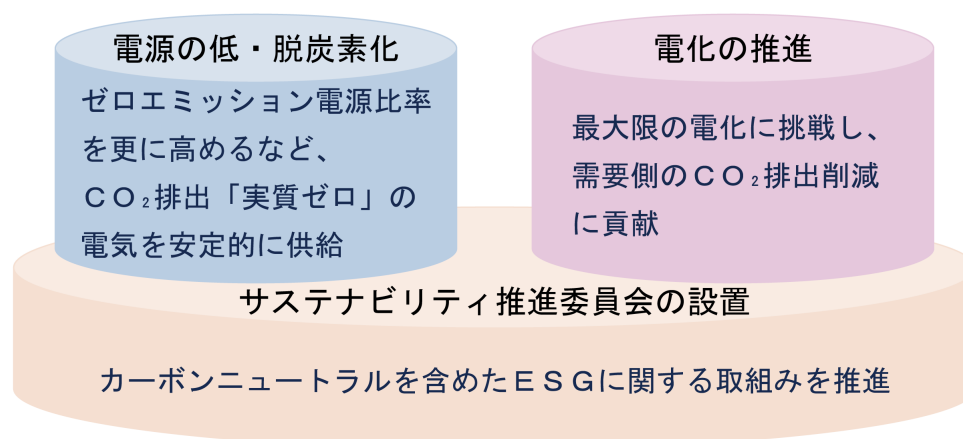 電源の低・脱炭素化
ゼロエミッション電源比率
を更に高めるなど、
ＣＯ₂排出「実質ゼロ」の
電気を安定的に供給
電化の推進
最大限の電化に挑戦し、
需要側のＣＯ₂排出削減
に貢献
サステナビリティ推進委員会の設置
カーボンニュートラルを含めたＥＳＧに関する取組みを推進